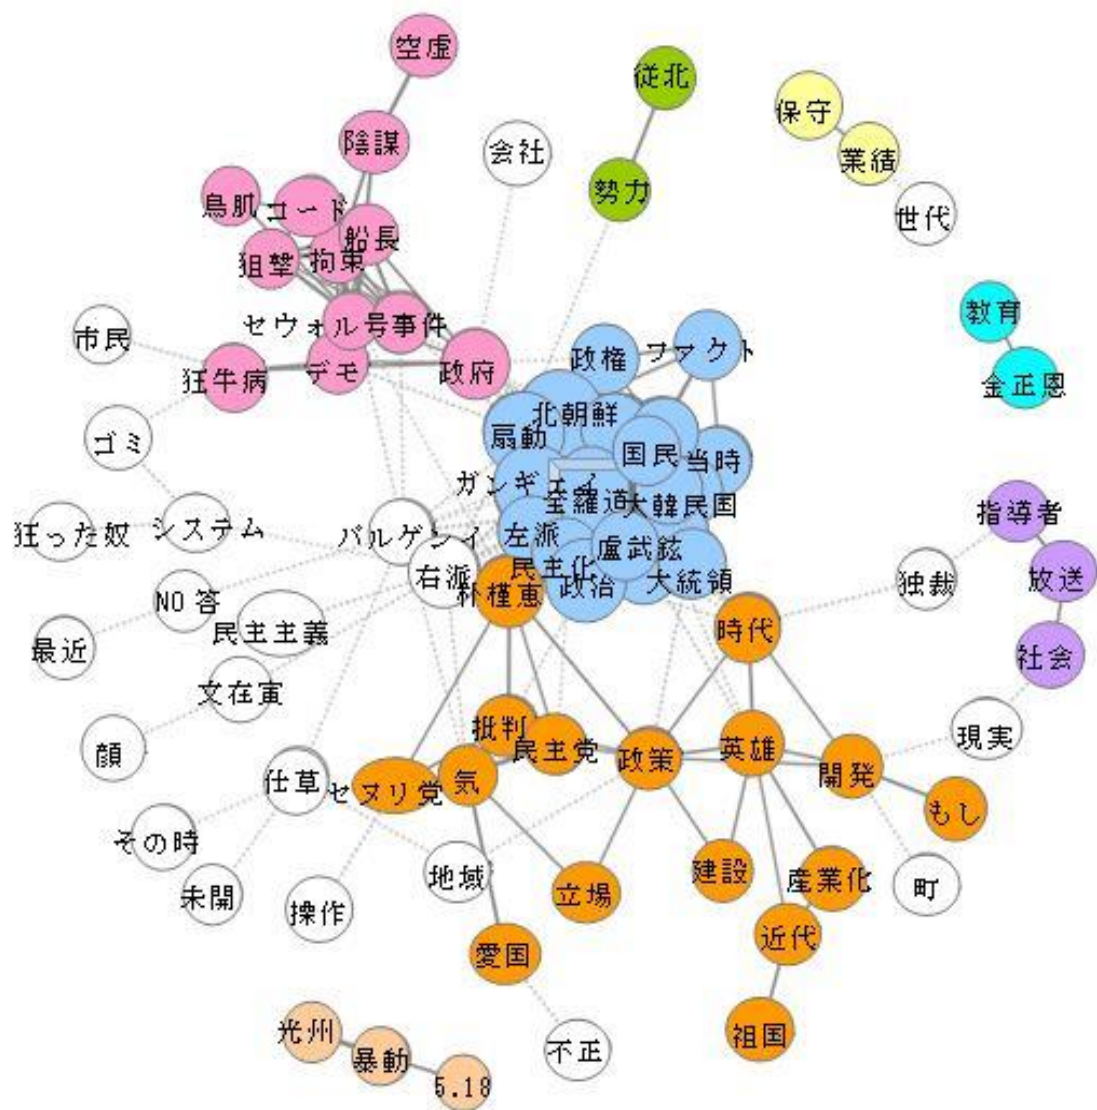 空虚
従北
保守
陰謀
会社
業績
勢力
鳥肌
コード
世代
船長
狙撃
拘束
教育
セウォル号事件
市民
政権
ファクト
狂牛病
デモ
政府
金正恩
北朝鮮
扇動
国民
当時
ゴミ
ガンギェイ
全羅道
大韓民国
指導者
狂った奴
システム
パルゲンイ
左派
盧武鉉
民主化
右派
政治
大統領
独裁
放送
朴槿恵
NO答
民主主義
時代
最近
社会
文在寅
顔
批判
民主党
政策
英雄
開発
現実
仕草
セヌリ党
気
もし
その時
未開
操作
地域
立場
建設
産業化
町
愛国
近代
祖国
光州
暴動
5.18
不正